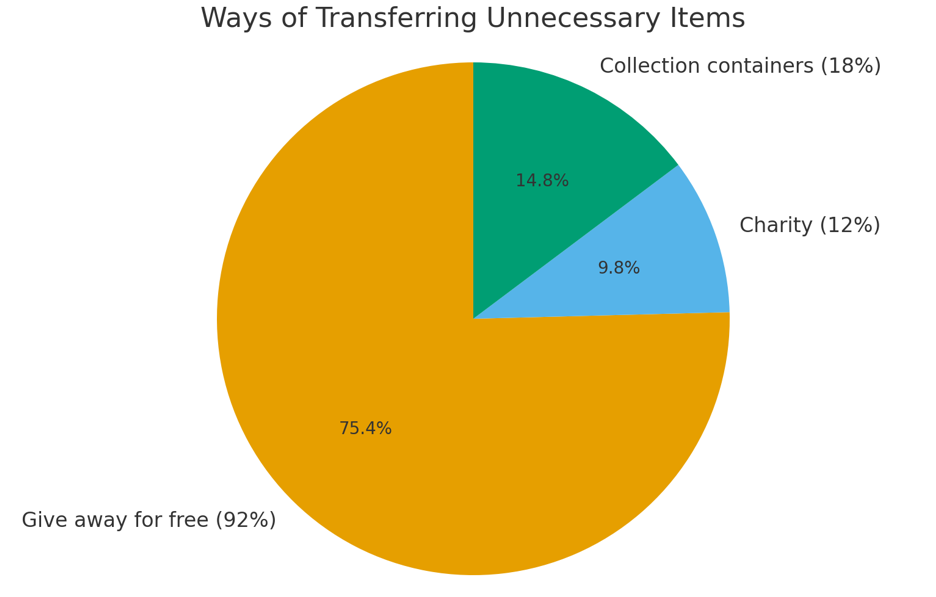 Ways of Transferring Unnecessary Items
Collection containers (18%)
14.8%
Charity (12%)
9.8%
75.4%
Give away for free (92%)